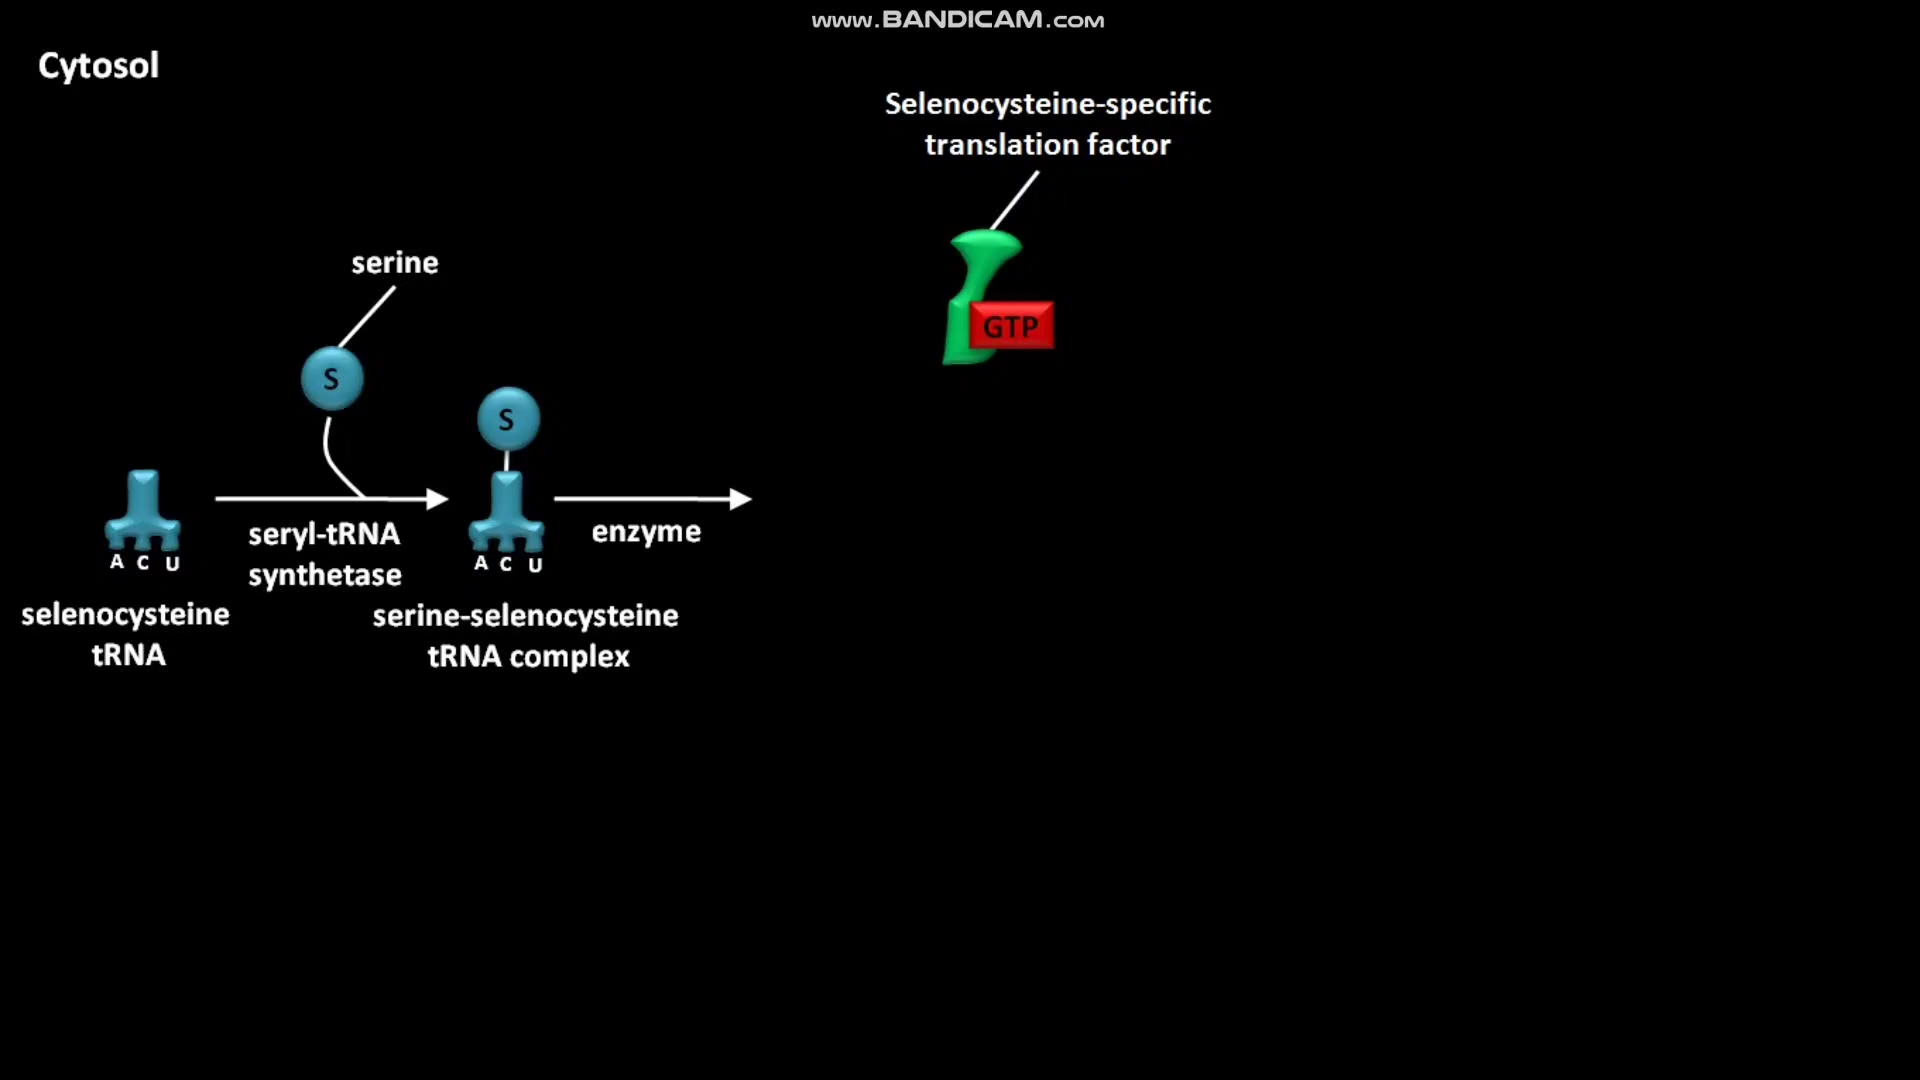 www.BANDICAM.com
Cytosol
Selenocysteine-specific
translation factor
serine
GTP
S
S
seryl-tRNA
synthetase
enzyme
A C U
A C U
selenocysteine
tRNA
serine-selenocysteine
tRNA complex